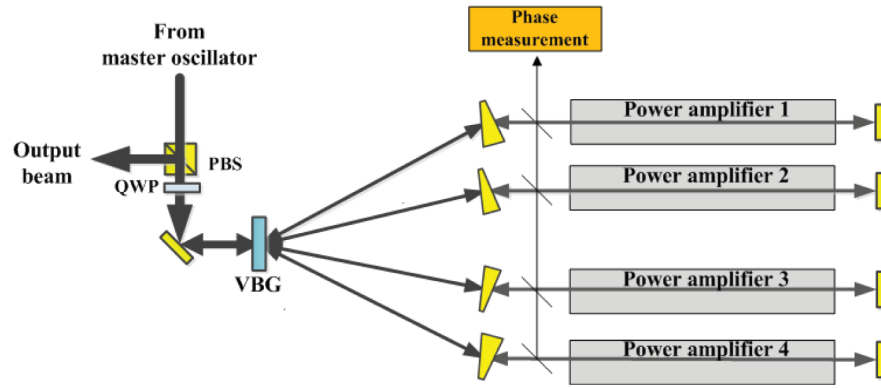 From
master oscillator
Phase
measurement
Power amplifier 1
Output
beam
PBS
QWP
Power amplifier 2
VBG
Power amplifier 3
Power amplifier 4